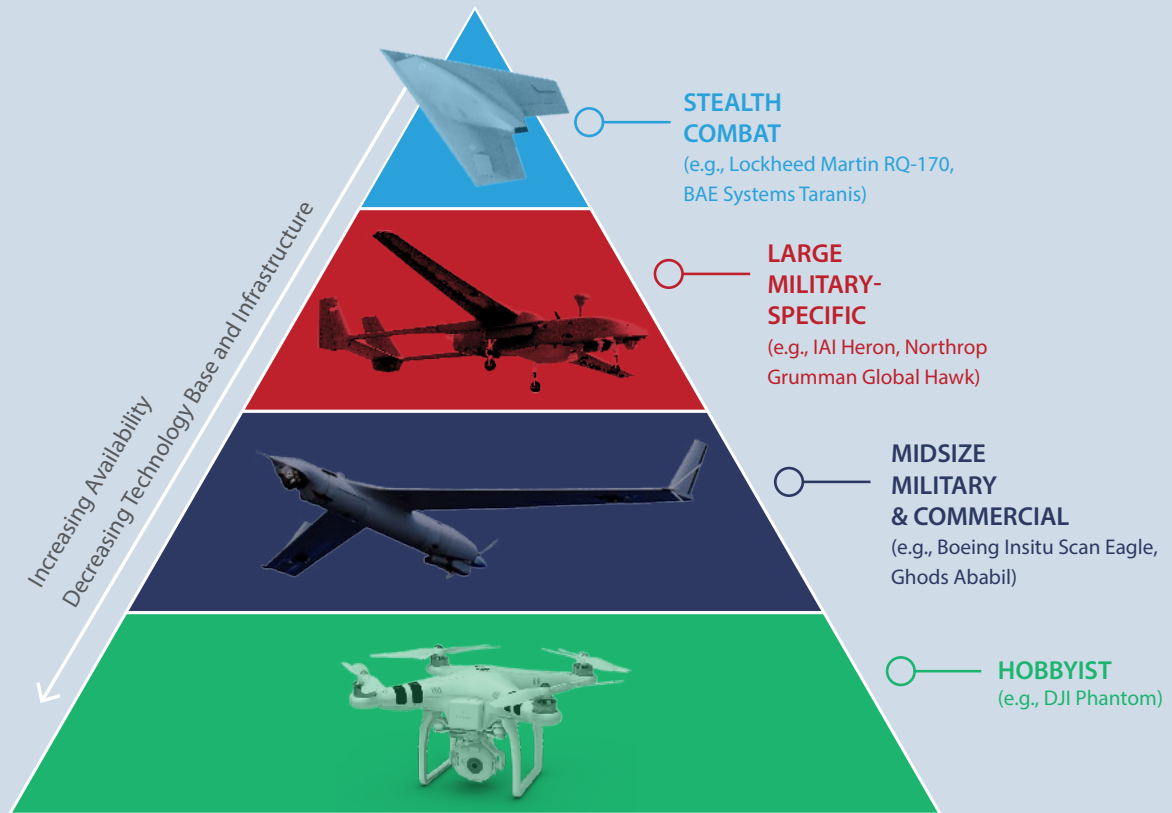 STEALTH
COMBAT
(e.g., Lockheed Martin RQ-170,
BAE Systems Taranis)
LARGE
MILITARY-
SPECIFIC
(e.g., IAI Heron, Northrop
Grumman Global Hawk)
Increasing Availability
Decreasing Technology Base and Infrastructure
MIDSIZE
MILITARY
& COMMERCIAL
(e.g., Boeing Insitu Scan Eagle,
Ghods Ababil)
HOBBYIST
(e.g., DJI Phantom)